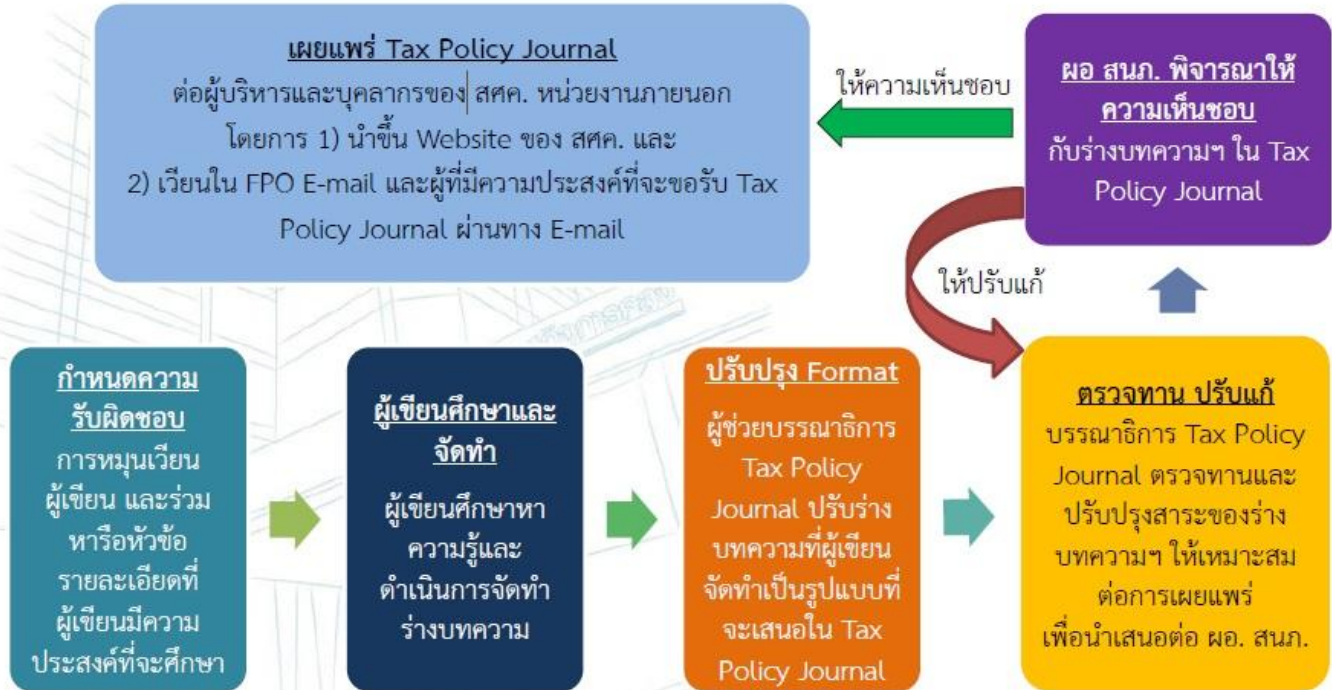 เผยแพร่ Tax Policy Journal
ต่อผู้บริหารและบุคลากรของ สศค. หน่วยงานภายนอก
โดยการ 1) นำขึ้น Website ของ สศค. และ
2) เวียนใน FPO E-mail และผู้ที่มีความประสงค์ที่จะขอรับ Tax
Policy Journal ผ่านทาง E-mail
ให้ความเห็นชอบ
ผอ สนภ. พิจารณาให้
ความเห็นชอบ
กับร่างบทความฯ ใน Tax
Policy Journal
ให้ปรับแก้
กำหนดความ
รับผิดชอบ
การหมุนเวียน
ผู้เขียน และร่วม
หารือหัวข้อ
รายละเอียดที่
ผู้เขียนมีความ
ประสงค์ที่จะศึกษา
ผู้เขียนศึกษาและ
จัดทำ
ผู้เขียนศึกษาหา
ความรู้และ
ดำเนินการจัดทำ
ร่างบทความ
ปรับปรุง Format
ผู้ช่วยบรรณาธิการ
Tax Policy
Journal ปรับร่าง
บทความที่ผู้เขียน
จัดทำเป็นรูปแบบที่
จะเสนอใน Tax
Policy Journal
ตรวจทาน ปรับแก้
บรรณาธิการ Tax Policy
Journal ตรวจทานและ
ปรับปรุงสาระของร่าง
บทความฯ ให้เหมาะสม
ต่อการเผยแพร่
เพื่อนำเสนอต่อ ผอ. สนภ.